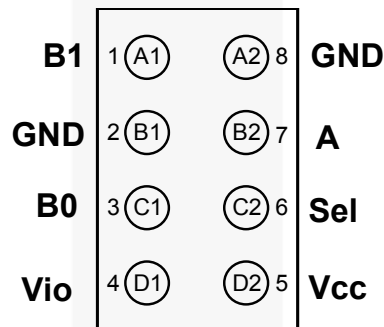 B1 1 A1 A2 8 GND
GND 2 B1 B2 7 A
B0 3 C1 C2 6 Sel
Vio 4 D1 D2 5 Vcc